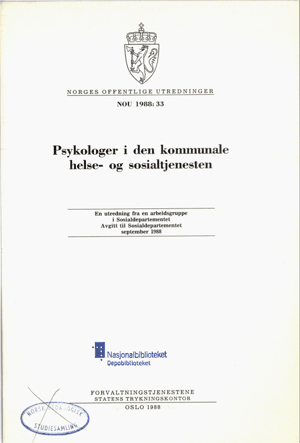 NORGES OFFENTLIGE UTREDNINGER
NOU 1988: 33
Psykologer i den kommunale
helse- og sosialtjenesten
En utredning fra en arbeidsgruppe
i Sosialdepartementet
Avgitt til Sosialdepartementet
september 1988
Nasjonalbiblioteket
Depotbiblioteket
FORVALTNINGSTJENESTENE
STATENS TRYKNINGSKONTOR
OSLO 1988
NORSK
STUDIESAMLING